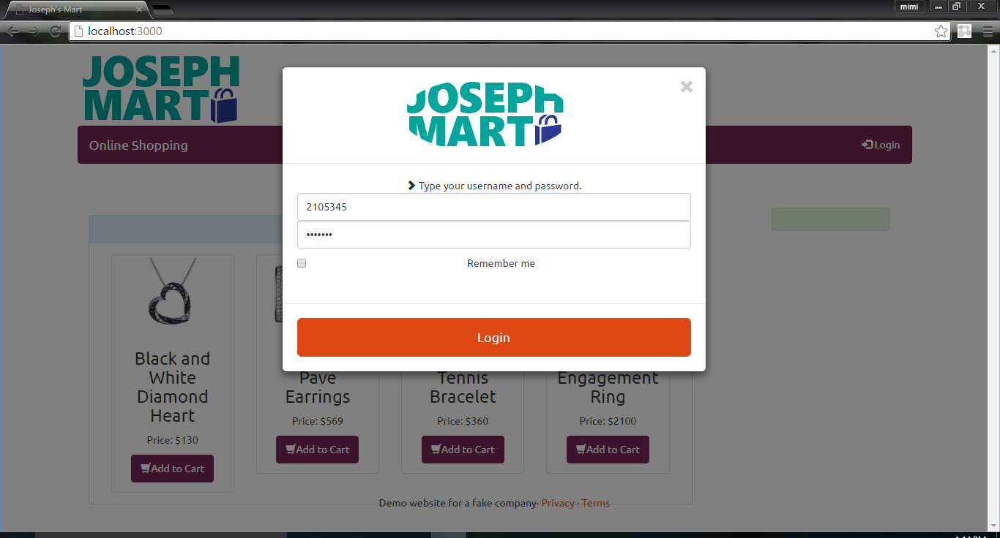 Joseph's Mart
mimi
localhost:3000
JOSEPH
MART
Online Shopping
Login
JOSEPH
MART
Type your username and password.
2105345
•••••••
Remember me
Login
Black and
White
Diamond
Heart
Price: $130
Add to Cart
Pave
Earrings
Price: $569
Add to Cart
Tennis
Bracelet
Price: $360
Add to Cart
Engagement
Ring
Price: $2100
Add to Cart
Demo website for a fake company· Privacy · Terms